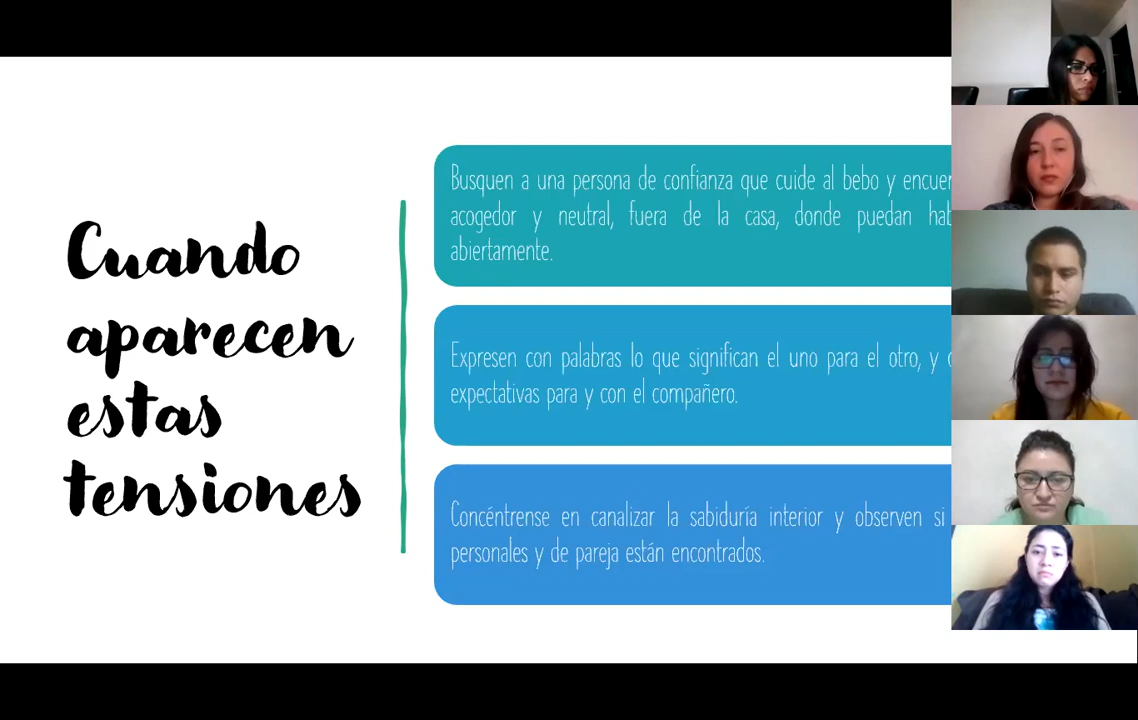 Cuando
aparecen
estas
tensiones
Busquen a una persona de confianza que cuide al bebo y
acogedor y neutral, fuera de la casa, donde puedan
abiertamente.
Expresen con palabras lo que significan el uno para el otro, y
expectativas para y con el compañero.
Concéntrense en canalizar la sabiduría interior y observen si
personales y de pareja están encontrados.